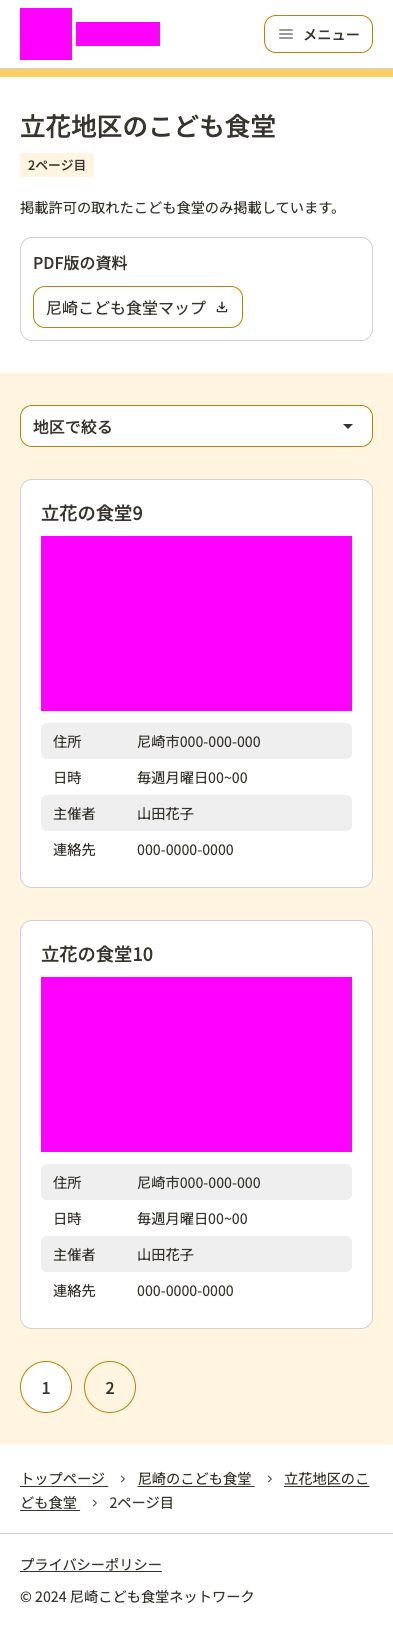 メニュー
立花地区のこども食堂
2ページ目
掲載許可の取れたこども食堂のみ掲載しています。
PDF版の資料
尼崎こども食堂マップ
地区で絞る
立花の食堂9
住所 尼崎市000-000-000
日時 毎週月曜日00~00
主催者 山田花子
連絡先 000-0000-0000
立花の食堂10
住所 尼崎市000-000-000
日時 毎週月曜日00~00
主催者 山田花子
連絡先 000-0000-0000
1 2
トップページ > 尼崎のこども食堂 > 立花地区のこ
ども食堂 > 2ページ目
プライバシーポリシー
© 2024 尼崎こども食堂ネットワーク